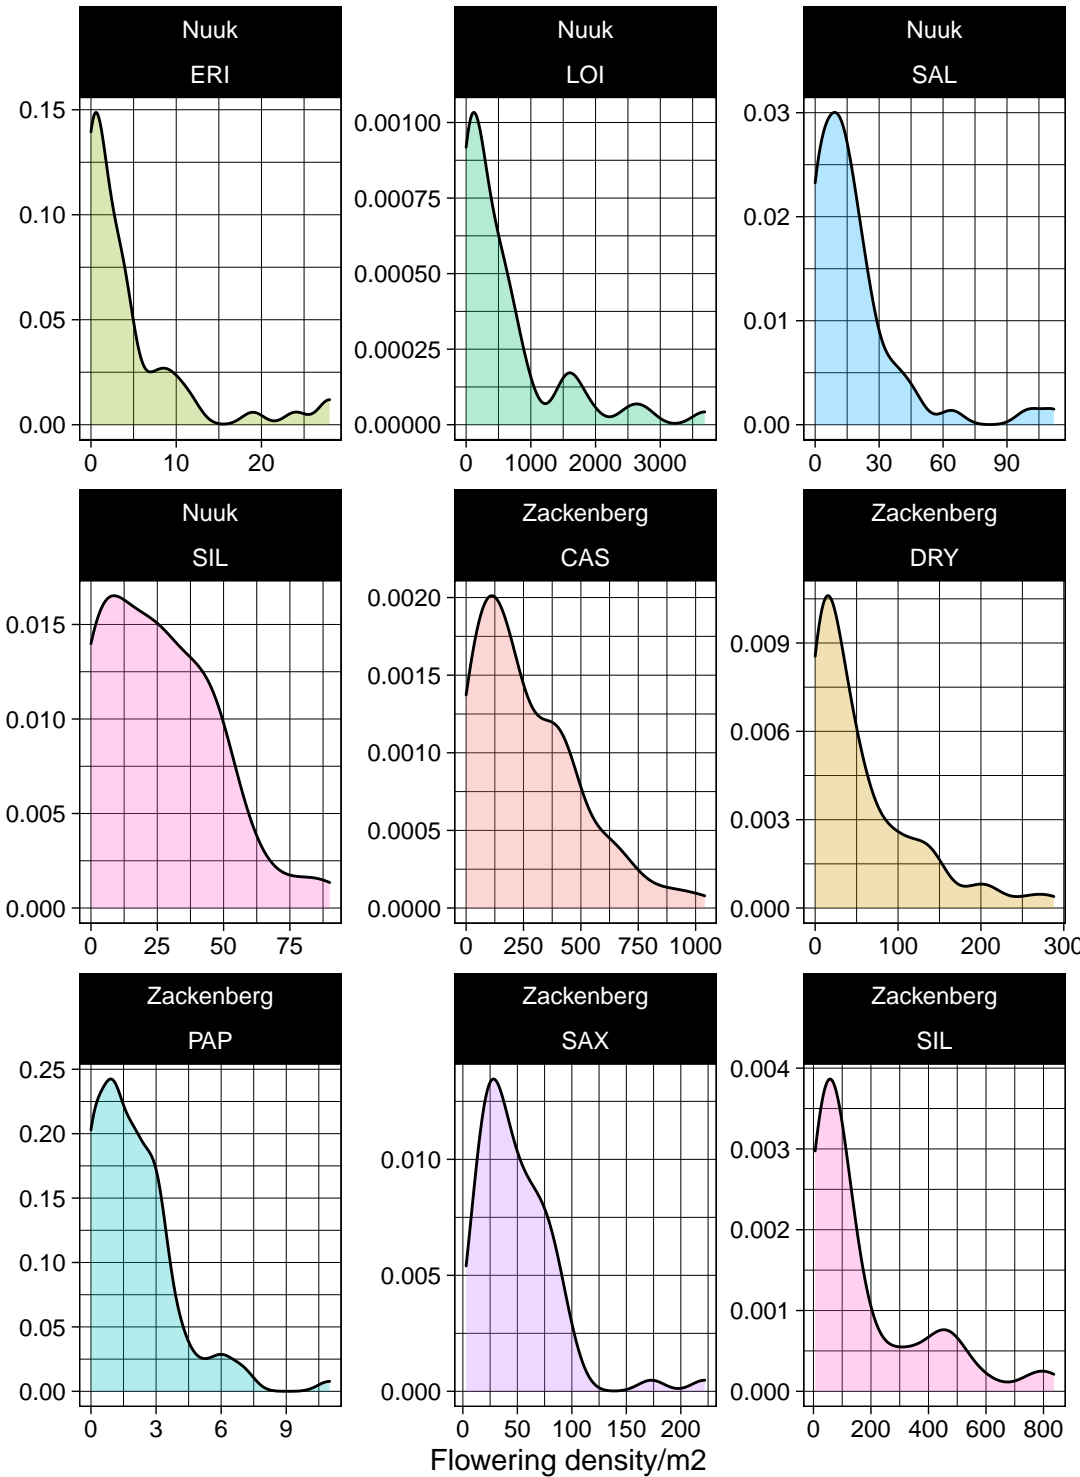 Nuuk Nuuk Nuuk
ERI LOI SAL
0.15
0.10
0.05
0.00
0 10 20
0.00100
0.00075
0.00050
0.00025
0.00000
0 1000 2000 3000
0.03
0.02
0.01
0.00
0 30 60 90
Nuuk Zackenberg Zackenberg
SIL CAS DRY
0.015
0.010
0.005
0.000
0 25 50 75
0.0020
0.0015
0.0010
0.0005
0.0000
0 250 500 750 1000
0.009
0.006
0.003
0.000
0 100 200 300
Zackenberg Zackenberg Zackenberg
PAP SAX SIL
0.25
0.20
0.15
0.10
0.05
0.00
0 3 6 9
0.010
0.005
0.000
0 50 100 150 200
0.004
0.003
0.002
0.001
0.000
0 200 400 600 800
Flowering density/m2